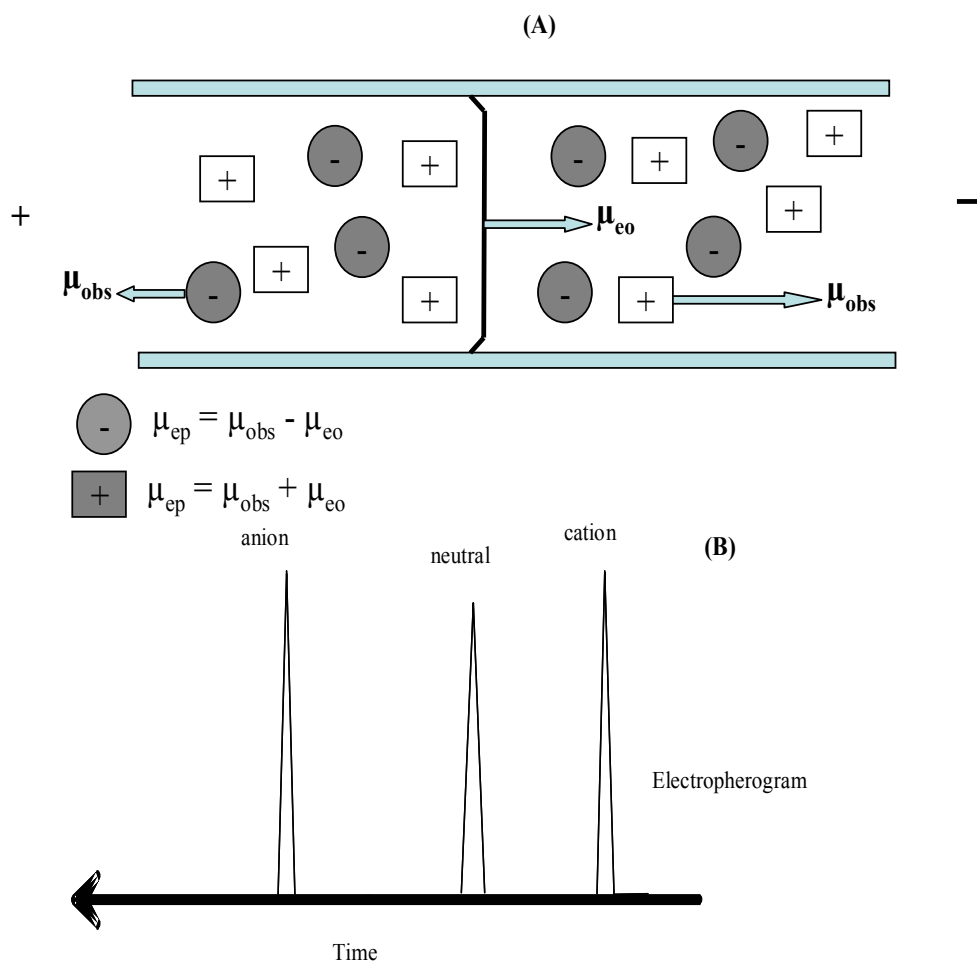 (A)
+ - + - + - + +
+ - + - - +
μobs - + μeo - + μobs
-
- μep = μobs - μeo
+ μep = μobs + μeo
anion neutral cation (B)
Electropherogram
Time